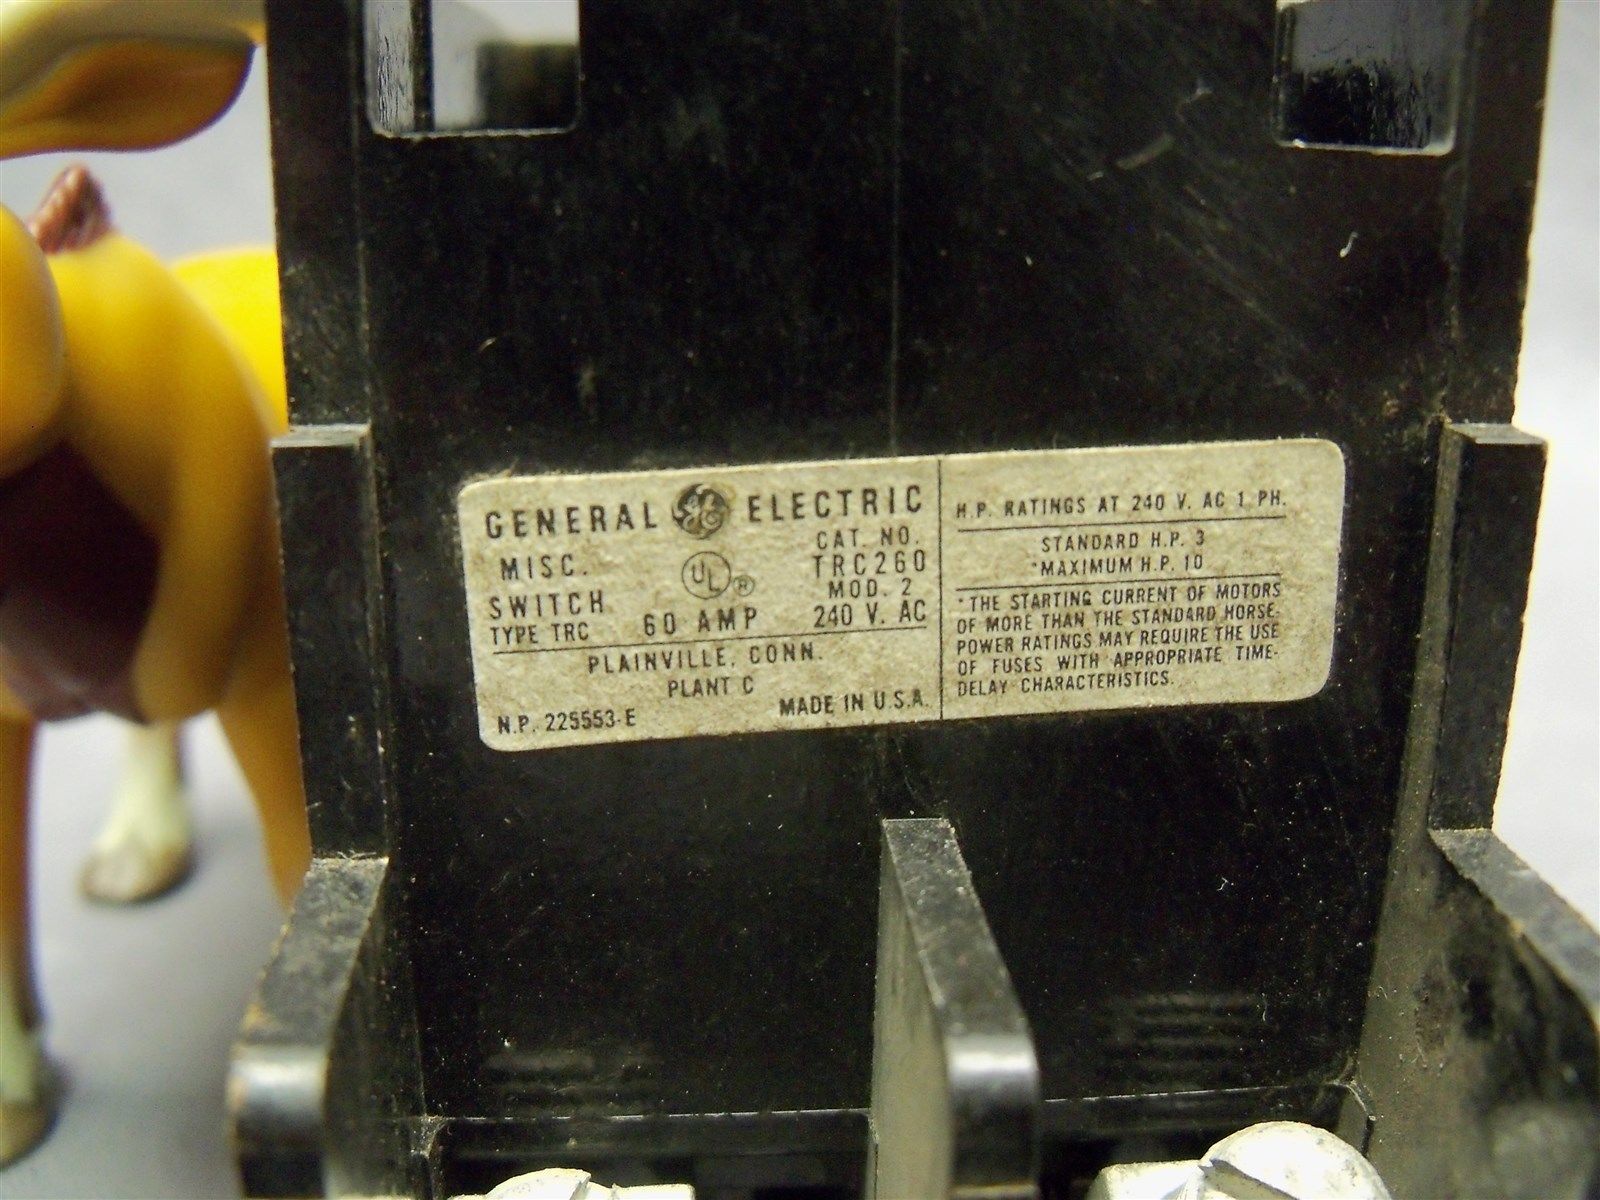 GENERAL GE ELECTRIC
MISC. UL ® CAT. NO.
SWITCH TRC260
MOD. 2
TYPE TRC 60 AMP 240 V. AC
PLAINVILLE, CONN.
PLANT C
N.P. 225553-E MADE IN U.S.A.
H.P. RATINGS AT 240 V. AC 1 PH.
STANDARD H.P. 3
*MAXIMUM H.P. 10
*THE STARTING CURRENT OF MOTORS
OF MORE THAN THE STANDARD HORSE-
POWER RATINGS MAY REQUIRE THE USE
OF FUSES WITH APPROPRIATE TIME-
DELAY CHARACTERISTICS.